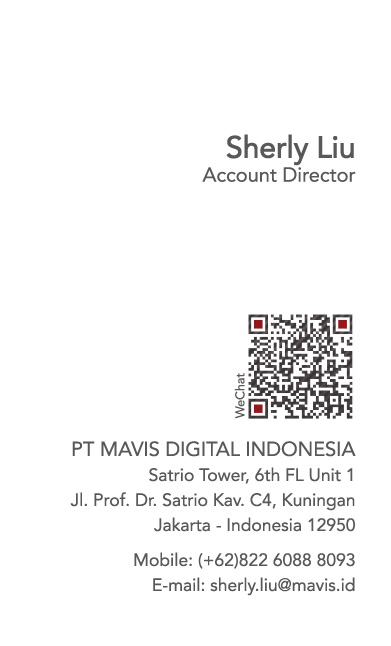 Sherly Liu
Account Director
WeChat
PT MAVIS DIGITAL INDONESIA
Satrio Tower, 6th FL Unit 1
Jl. Prof. Dr. Satrio Kav. C4, Kuningan
Jakarta - Indonesia 12950
Mobile: (+62)822 6088 8093
E-mail: sherly.liu@mavis.id